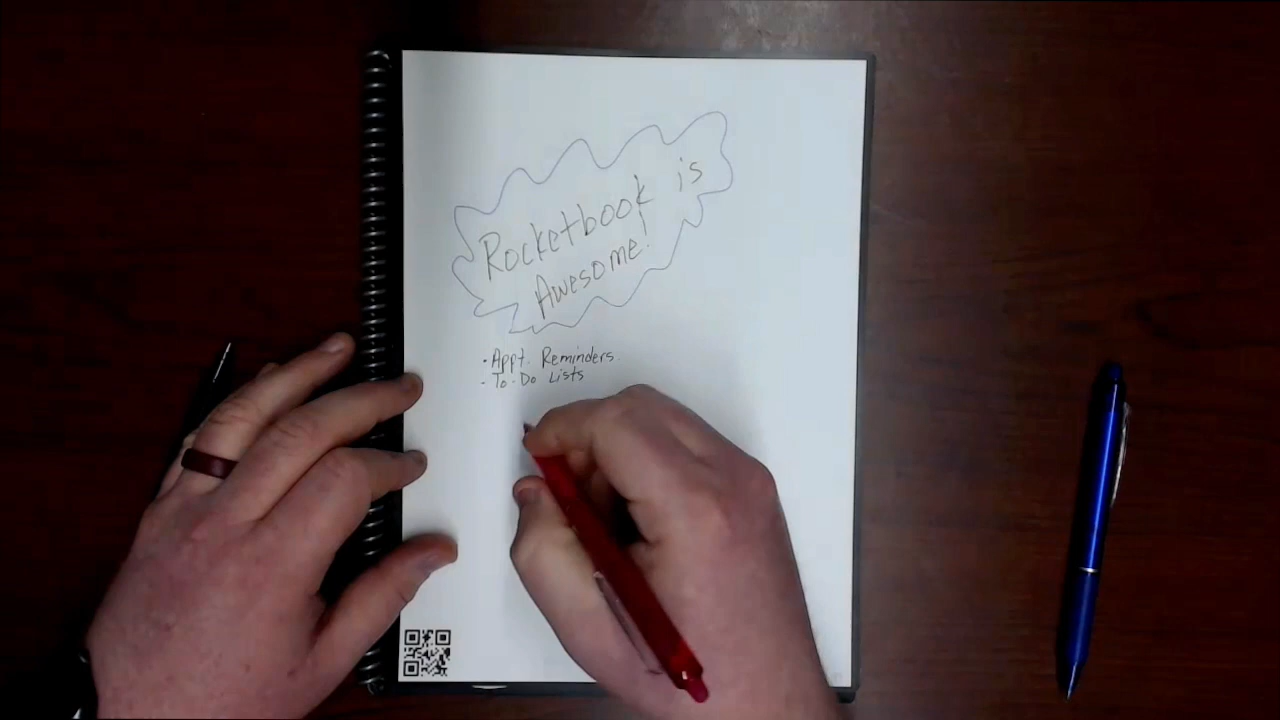 Rocketbook is
Awesome!
• Appt. Reminders.
- To-Do Lists